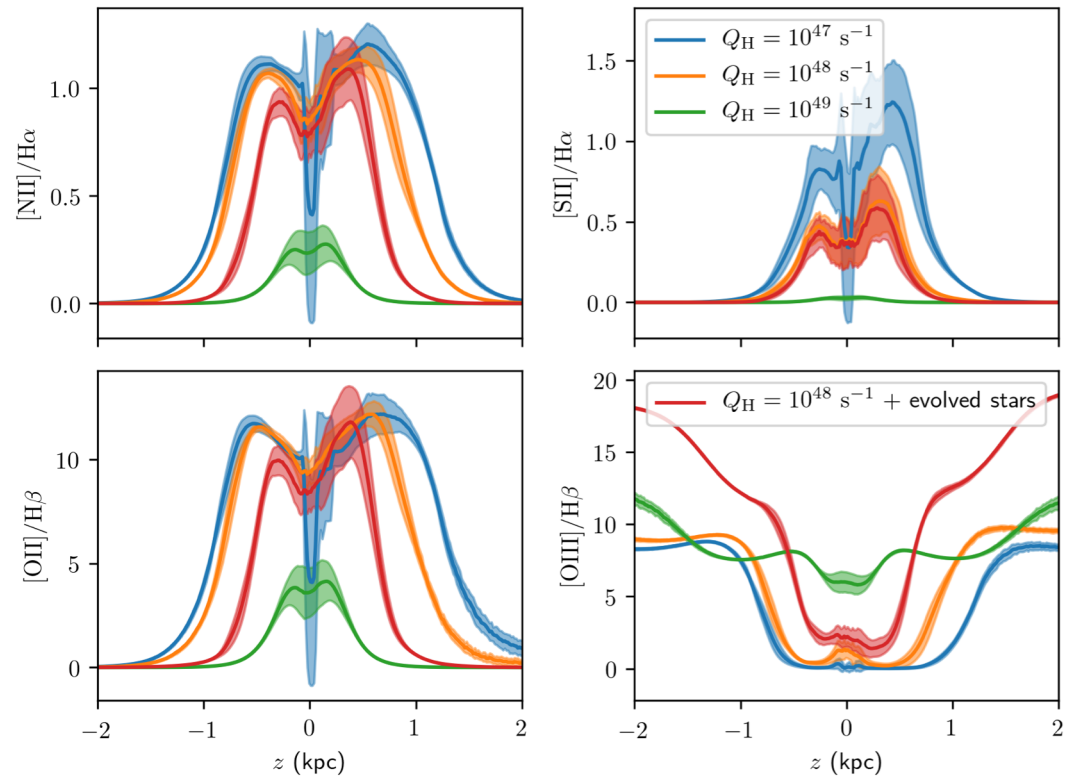 [NII]/Hα
1.0
0.5
0.0
[SII]/Hα
1.5
1.0
0.5
0.0
Q_H = 10^47 s^−1
Q_H = 10^48 s^−1
Q_H = 10^49 s^−1
[OII]/Hβ
10
5
0
−2 −1 0 1 2
z (kpc)
[OIII]/Hβ
20
15
10
5
0
Q_H = 10^48 s^−1 + evolved stars
−2 −1 0 1 2
z (kpc)